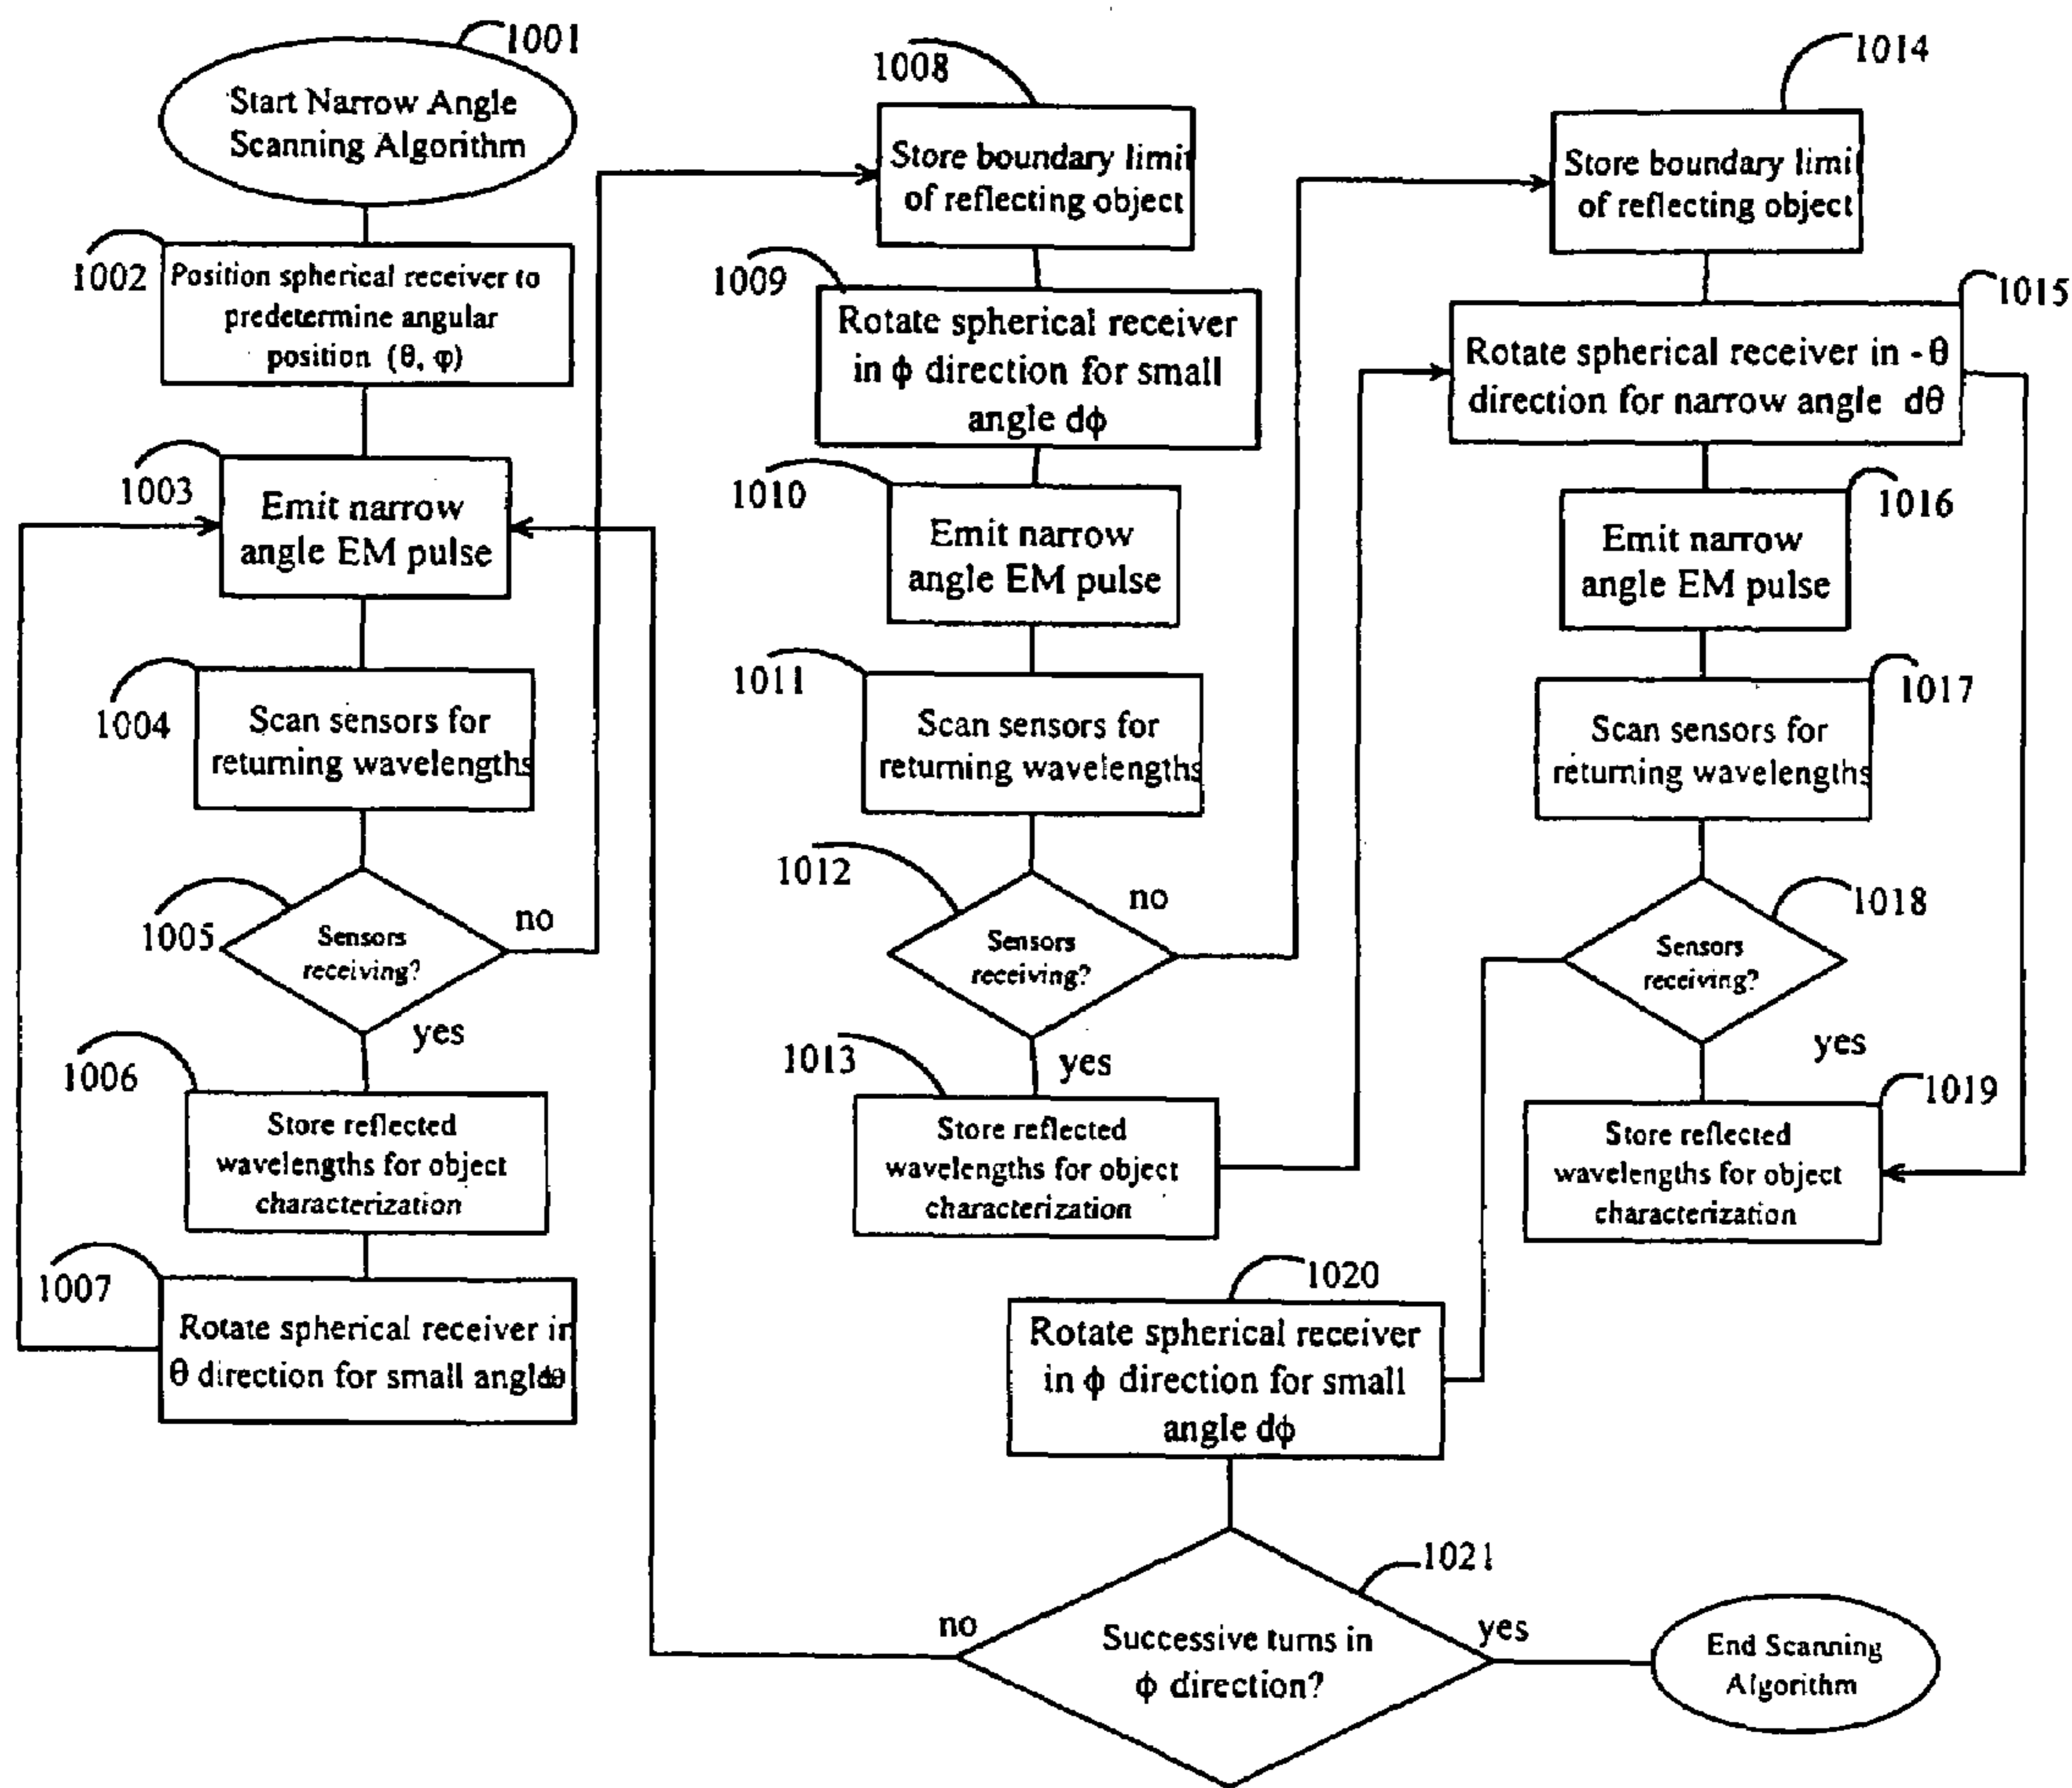 1001
Start Narrow Angle
Scanning Algorithm
1002
Position spherical receiver to
predetermine angular
position (θ, φ)
1003
Emit narrow
angle EM pulse
1004
Scan sensors for
returning wavelengths
1005
Sensors
receiving?
no
yes
1006
Store reflected
wavelengths for object
characterization
1007
Rotate spherical receiver in
θ direction for small angle dθ
1008
Store boundary limit
of reflecting object
1009
Rotate spherical receiver
in ϕ direction for small
angle dϕ
1010
Emit narrow
angle EM pulse
1011
Scan sensors for
returning wavelengths
1012
Sensors
receiving?
no
yes
1013
Store reflected
wavelengths for object
characterization
1014
Store boundary limit
of reflecting object
1015
Rotate spherical receiver in - θ
direction for narrow angle dθ
1016
Emit narrow
angle EM pulse
1017
Scan sensors for
returning wavelengths
1018
Sensors
receiving?
yes
1019
Store reflected
wavelengths for object
characterization
1020
Rotate spherical receiver
in ϕ direction for small
angle dϕ
1021
Successive turns in
ϕ direction?
no
yes
End Scanning
Algorithm